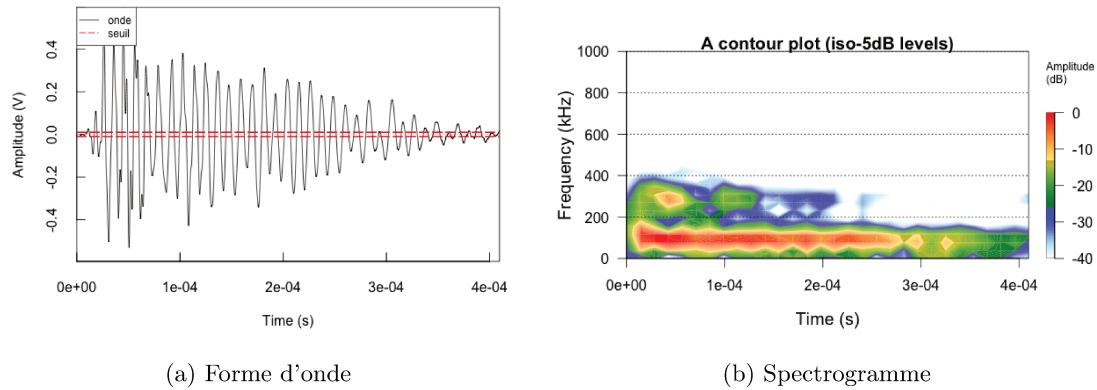 onde
seuil
Amplitude (V)
0.4
0.2
0.0
-0.2
-0.4
0e+00 1e-04 2e-04 3e-04 4e-04
Time (s)
(a) Forme d'onde
A contour plot (iso-5dB levels)
Frequency (kHz)
1000
800
600
400
200
0
0e+00 1e-04 2e-04 3e-04 4e-04
Time (s)
Amplitude
(dB)
0
-10
-20
-30
-40
(b) Spectrogramme